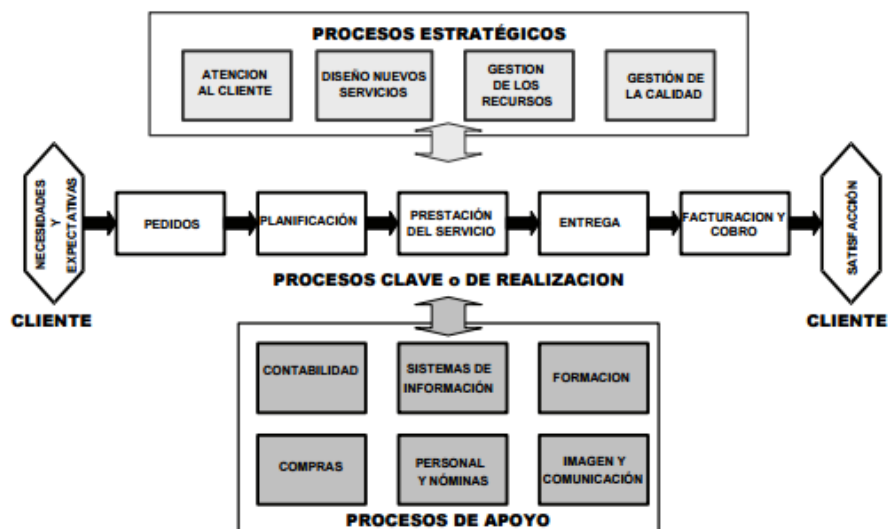 PROCESOS ESTRATÉGICOS
ATENCION
AL CLIENTE
DISEÑO NUEVOS
SERVICIOS
GESTION
DE LOS
RECURSOS
GESTIÓN DE
LA CALIDAD
NECESIDADES
Y
EXPECTATIVAS
CLIENTE
PEDIDOS
PLANIFICACIÓN
PRESTACIÓN
DEL SERVICIO
ENTREGA
FACTURACION Y
COBRO
SATISFACCIÓN
CLIENTE
PROCESOS CLAVE o DE REALIZACION
CONTABILIDAD
SISTEMAS DE
INFORMACIÓN
FORMACION
COMPRAS
PERSONAL
Y NÓMINAS
IMAGEN Y
COMUNICACIÓN
PROCESOS DE APOYO